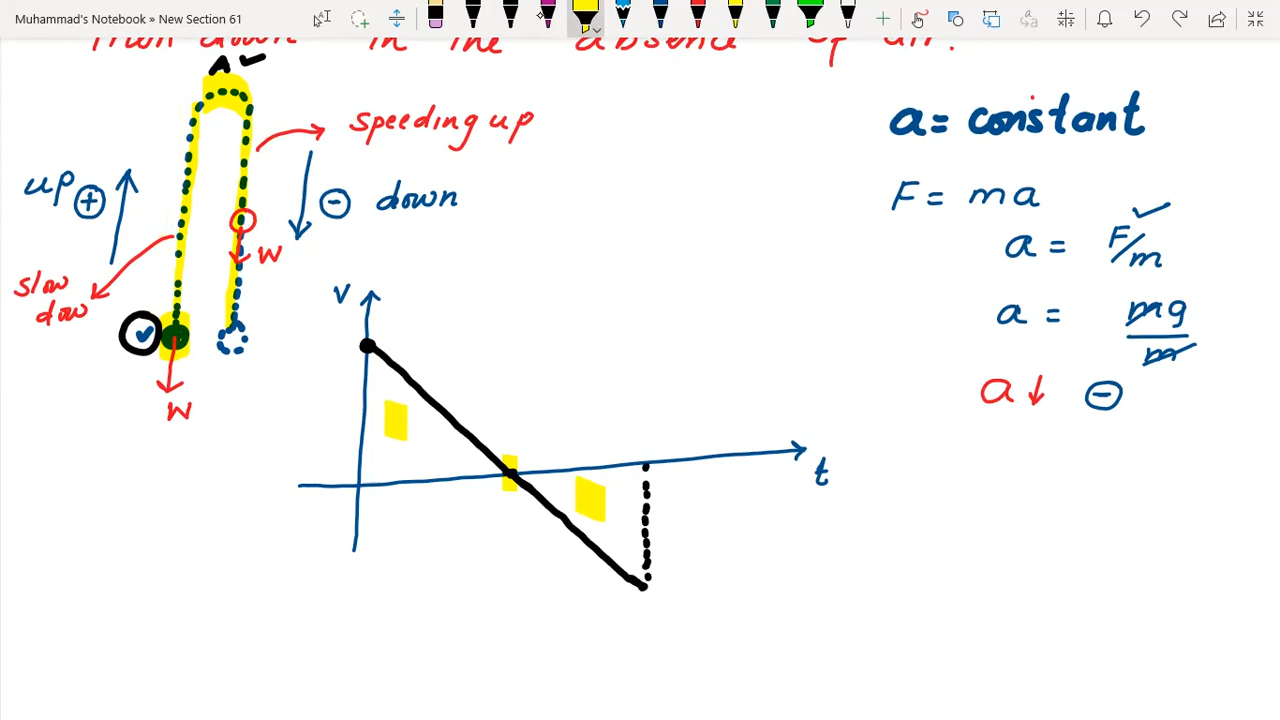 Muhammad's Notebook » New Section 61
down in the absence of air.
A
speeding up
up +
- down
W
slow
dow
W
V
t
a = constant
F = ma
a = F/m
a = mg
m
a ↓ -